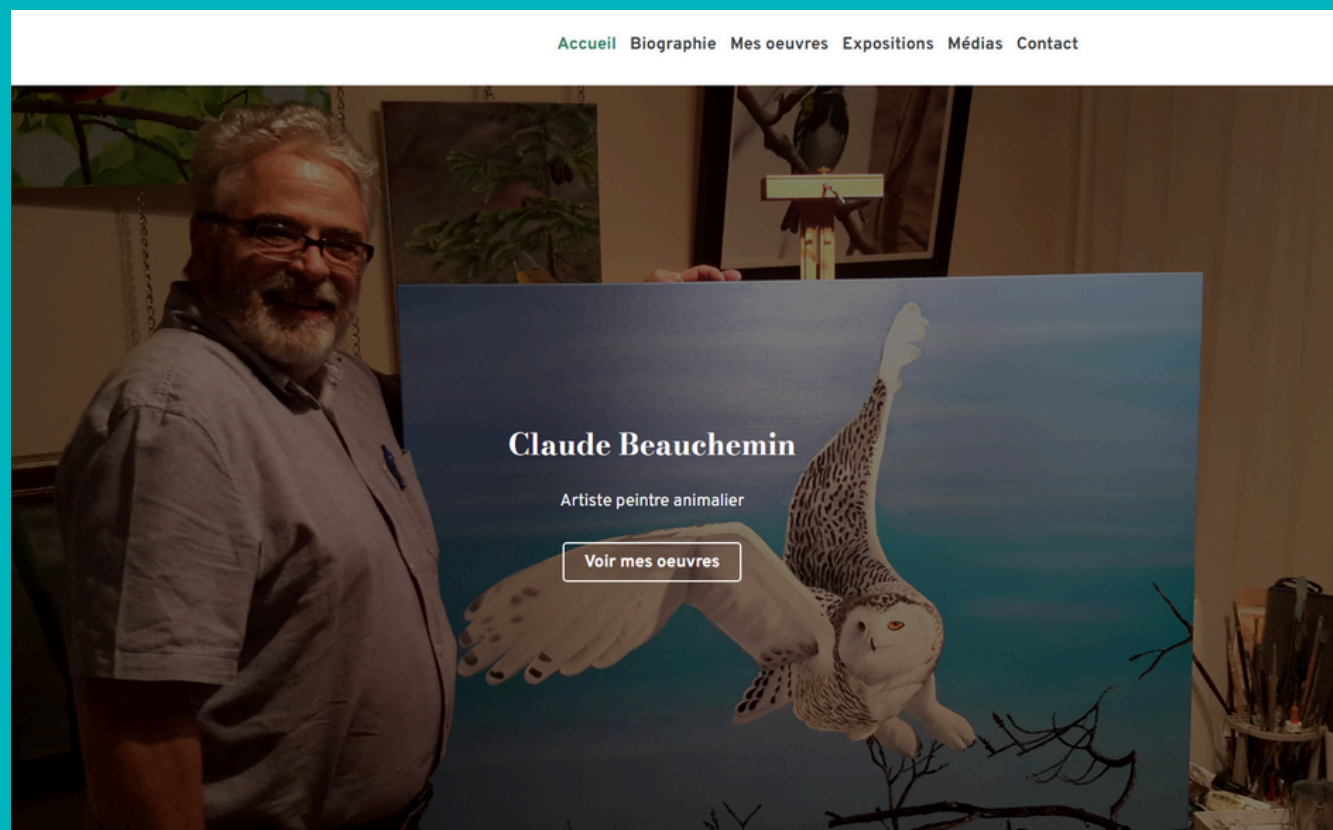 Accueil Biographie Mes oeuvres Expositions Médias Contact
Claude Beauchemin
Artiste peintre animalier
Voir mes oeuvres